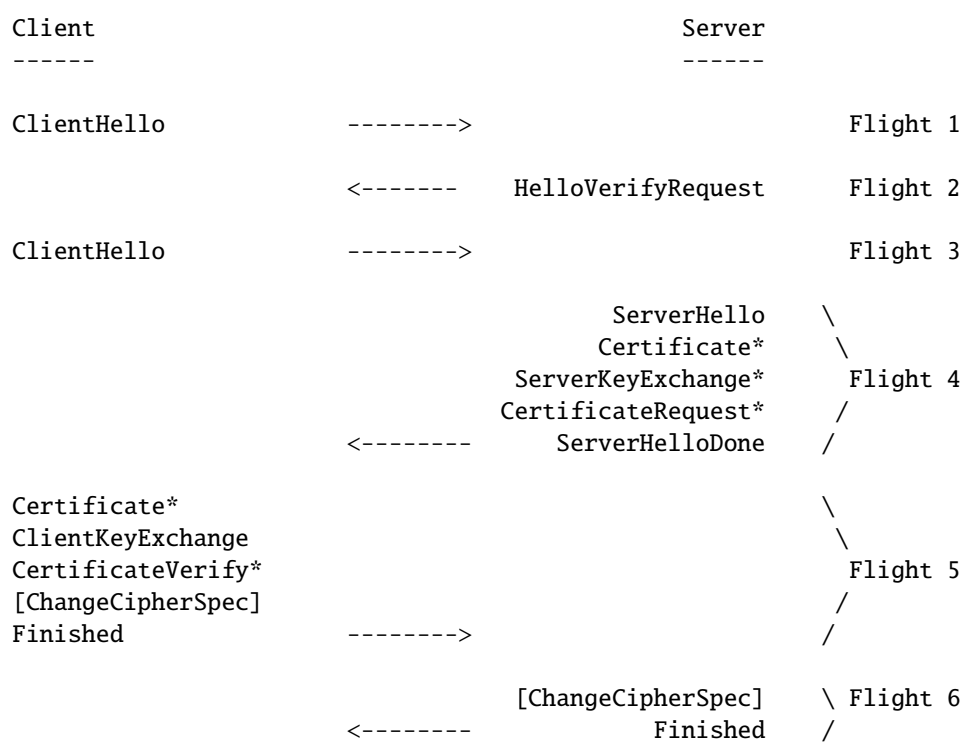 Client                                          Server
------                                          ------

ClientHello             -------->                           Flight 1

                        <-------    HelloVerifyRequest      Flight 2

ClientHello             -------->                           Flight 3

                                           ServerHello    \
                                          Certificate*     \
                                    ServerKeyExchange*      Flight 4
                                   CertificateRequest*     /
                        <--------      ServerHelloDone    /

Certificate*                                              \
ClientKeyExchange                                          \
CertificateVerify*                                          Flight 5
[ChangeCipherSpec]                                         /
Finished                -------->                         /

                                    [ChangeCipherSpec]    \ Flight 6
                        <--------             Finished    /